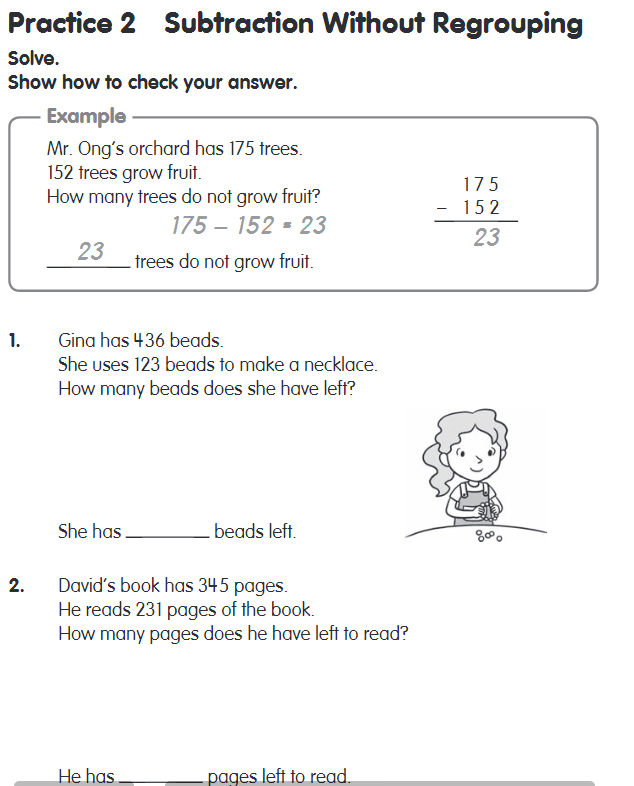 Practice 2 Subtraction Without Regrouping
Solve.
Show how to check your answer.
Example
Mr. Ong's orchard has 175 trees.
152 trees grow fruit.
How many trees do not grow fruit?
175 – 152 = 23
23 trees do not grow fruit.
175
– 152
23
1. Gina has 436 beads.
She uses 123 beads to make a necklace.
How many beads does she have left?
She has ________ beads left.
2. David's book has 345 pages.
He reads 231 pages of the book.
How many pages does he have left to read?
He has ________ pages left to read.